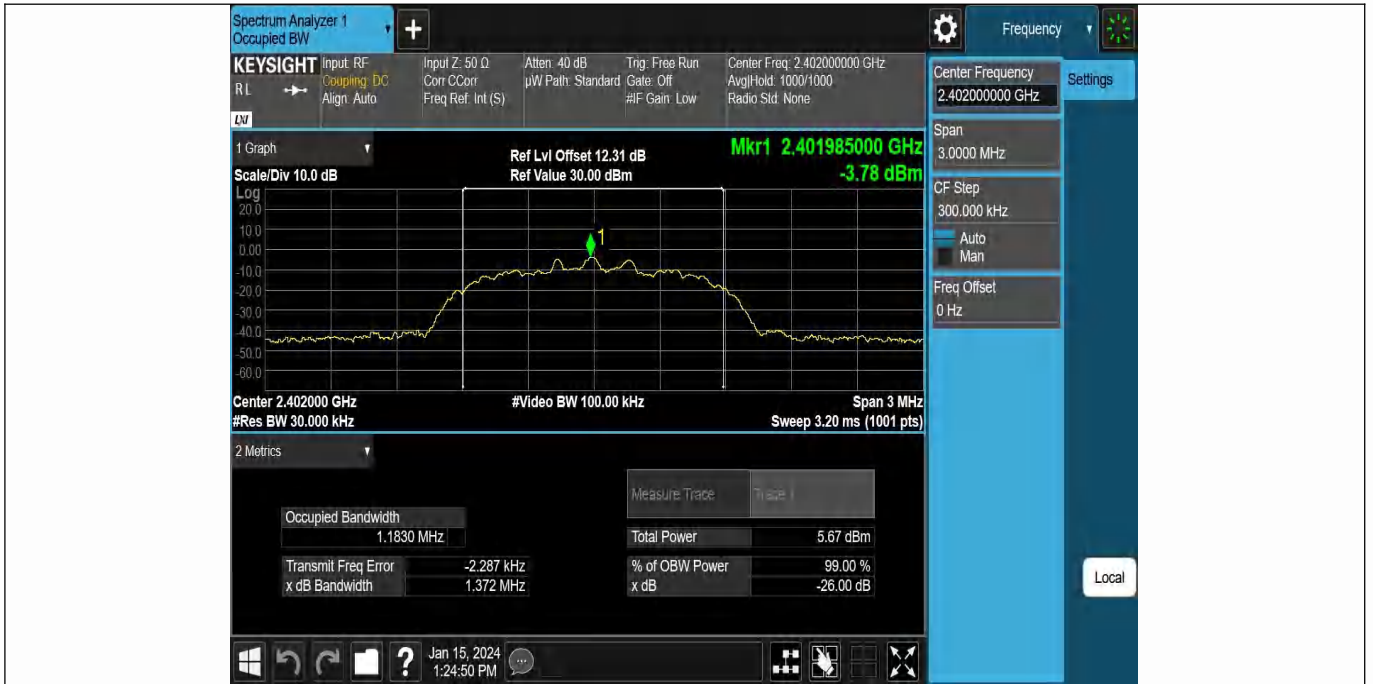 Spectrum Analyzer 1
Occupied BW
+
Frequency
KEYSIGHT
R L
LXI
Input: RF
Coupling: DC
Align: Auto
Input Z: 50 Ω
Corr CCorr
Freq Ref: Int (S)
Atten: 40 dB
µW Path: Standard
Trig: Free Run
Gate: Off
#IF Gain: Low
Center Freq: 2.402000000 GHz
Avg|Hold: 1000/1000
Radio Std: None
Center Frequency
2.402000000 GHz
Settings
Span
3.0000 MHz
CF Step
300.000 kHz
Auto
Man
Freq Offset
0 Hz
Local
1 Graph
Scale/Div 10.0 dB
Ref Lvl Offset 12.31 dB
Ref Value 30.00 dBm
Mkr1 2.401985000 GHz
-3.78 dBm
Log
20.0
10.0
0.00
-10.0
-20.0
-30.0
-40.0
-50.0
-60.0
1
Center 2.402000 GHz
#Video BW 100.00 kHz
Span 3 MHz
#Res BW 30.000 kHz
Sweep 3.20 ms (1001 pts)
2 Metrics
Measure Trace
Trace 1
Occupied Bandwidth
1.1830 MHz
Total Power
5.67 dBm
Transmit Freq Error
-2.287 kHz
% of OBW Power
99.00 %
x dB Bandwidth
1.372 MHz
x dB
-26.00 dB
?
Jan 15, 2024
1:24:50 PM